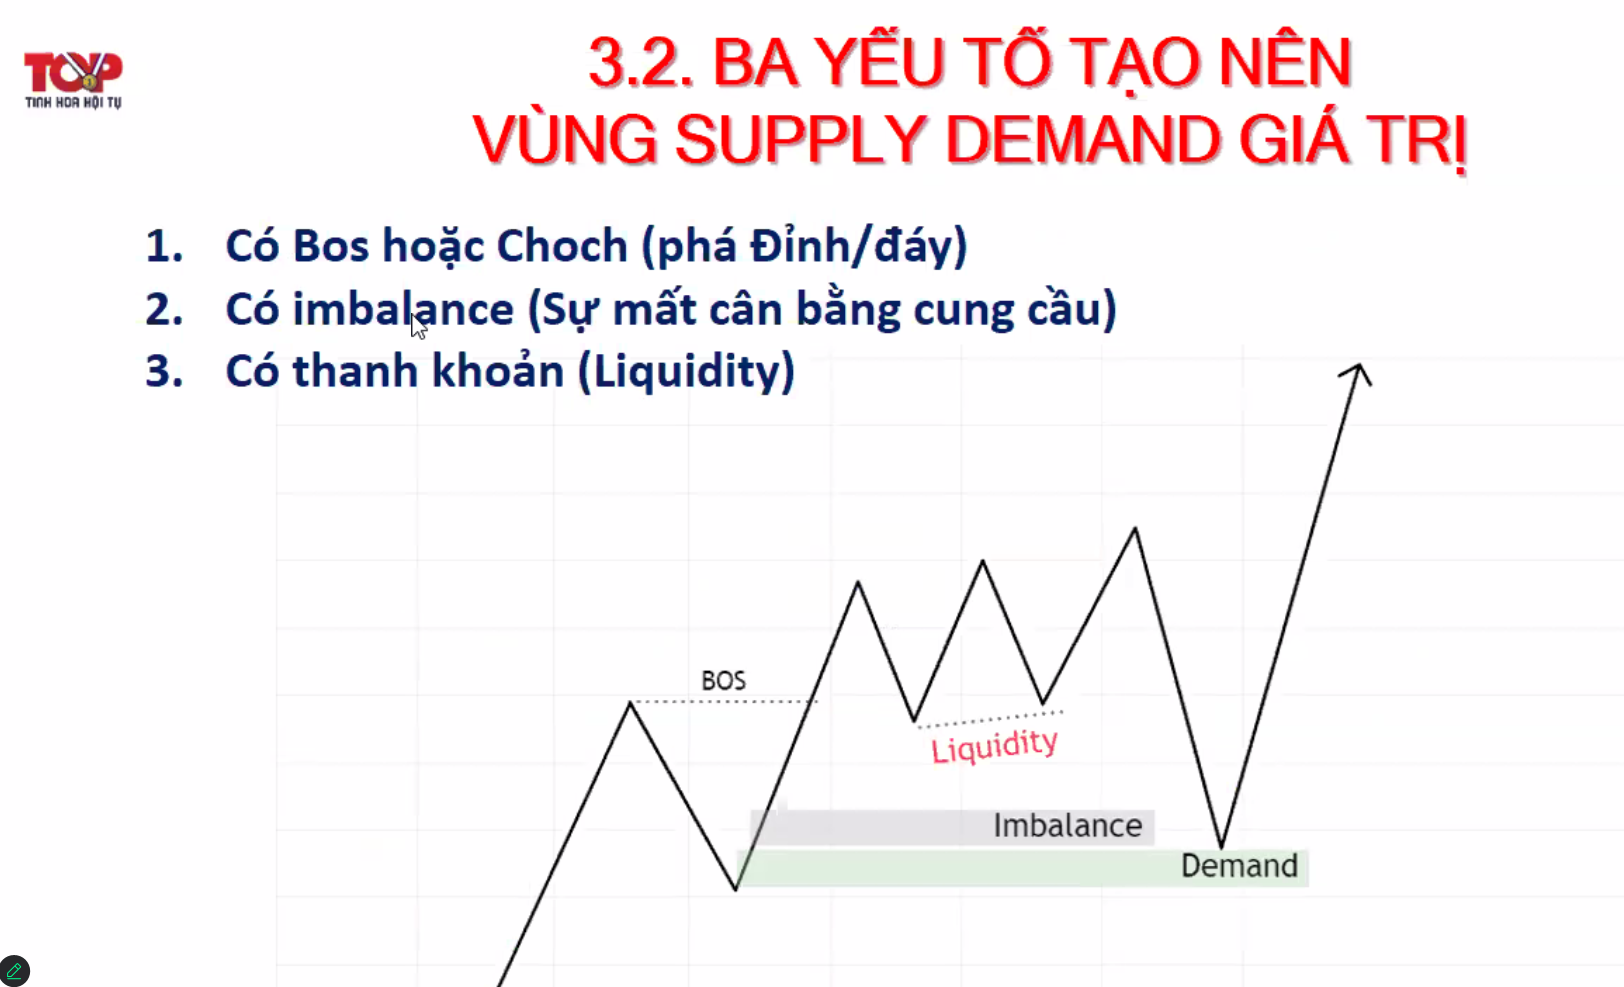 TOP
TINH HOA HỘI TỤ
3.2. BA YẾU TỐ TẠO NÊN
VÙNG SUPPLY DEMAND GIÁ TRỊ
1. Có Bos hoặc Choch (phá Đỉnh/đáy)
2. Có imbalance (Sự mất cân bằng cung cầu)
3. Có thanh khoản (Liquidity)
BOS
Liquidity
Imbalance
Demand